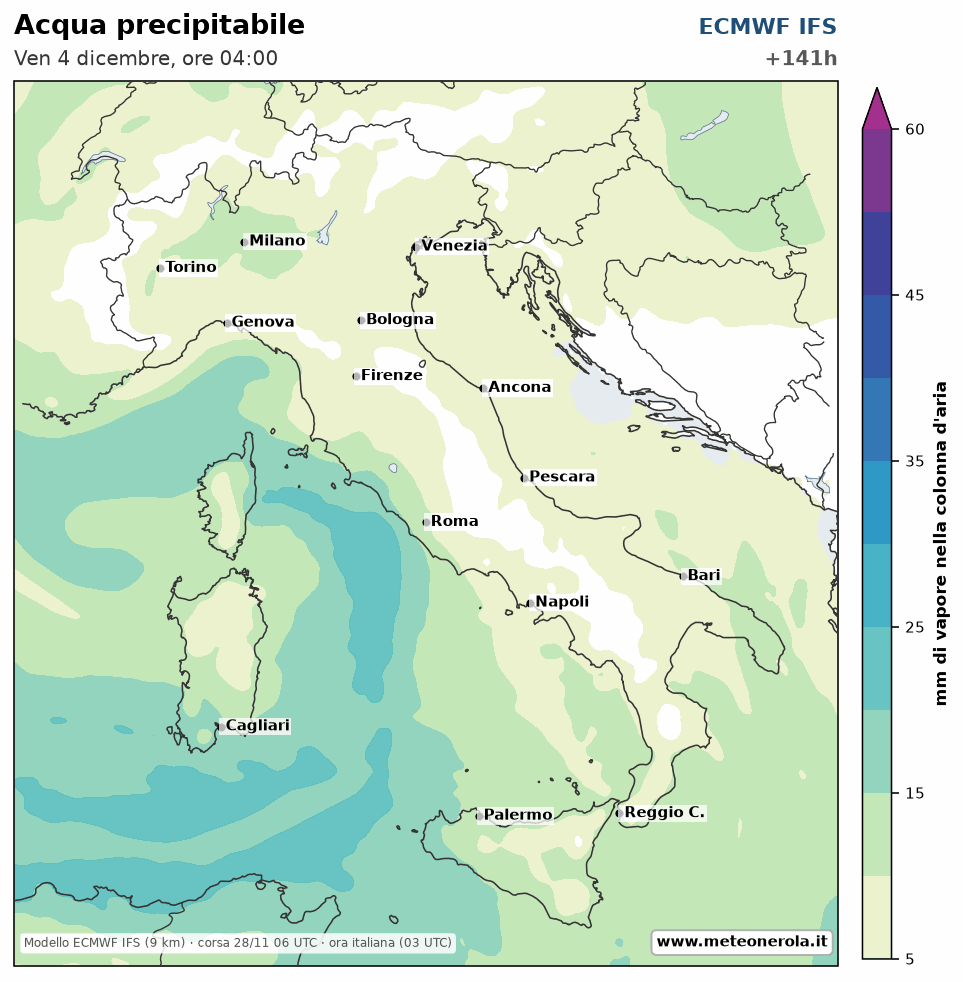 Acqua precipitabile
ECMWF IFS
Ven 4 dicembre, ore 04:00
+141h
Milano
Venezia
Torino
Genova
Bologna
Firenze
Ancona
Pescara
Roma
Bari
Napoli
Cagliari
Palermo
Reggio C.
60
45
35
25
15
5
mm di vapore nella colonna d'aria
Modello ECMWF IFS (9 km) · corsa 28/11 06 UTC · ora italiana (03 UTC)
www.meteonerola.it